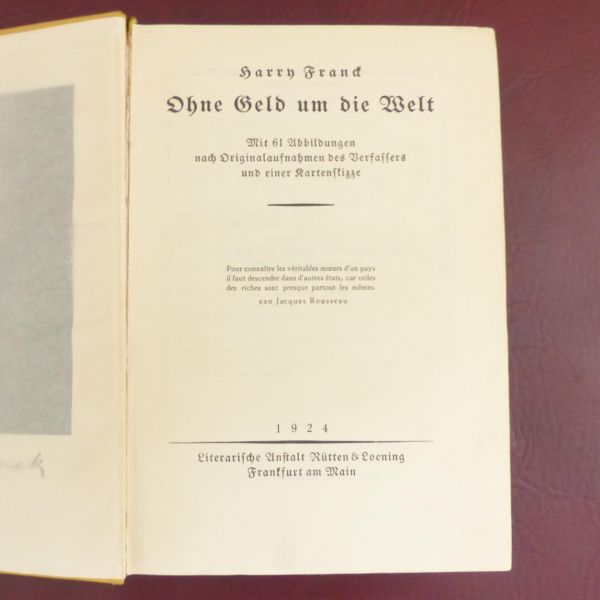 Harry Franck
Ohne Geld um die Welt
Mit 61 Abbildungen
nach Originalaufnahmen des Verfassers
und einer Kartenskizze
Pour connaître les véritables mœurs d'un pays
il faut descendre dans d'autres états, car celles
des riches sont presque partout les mêmes.
ean Jacques Rousseau
1924
Literarische Anstalt Rütten & Loening
Frankfurt am Main